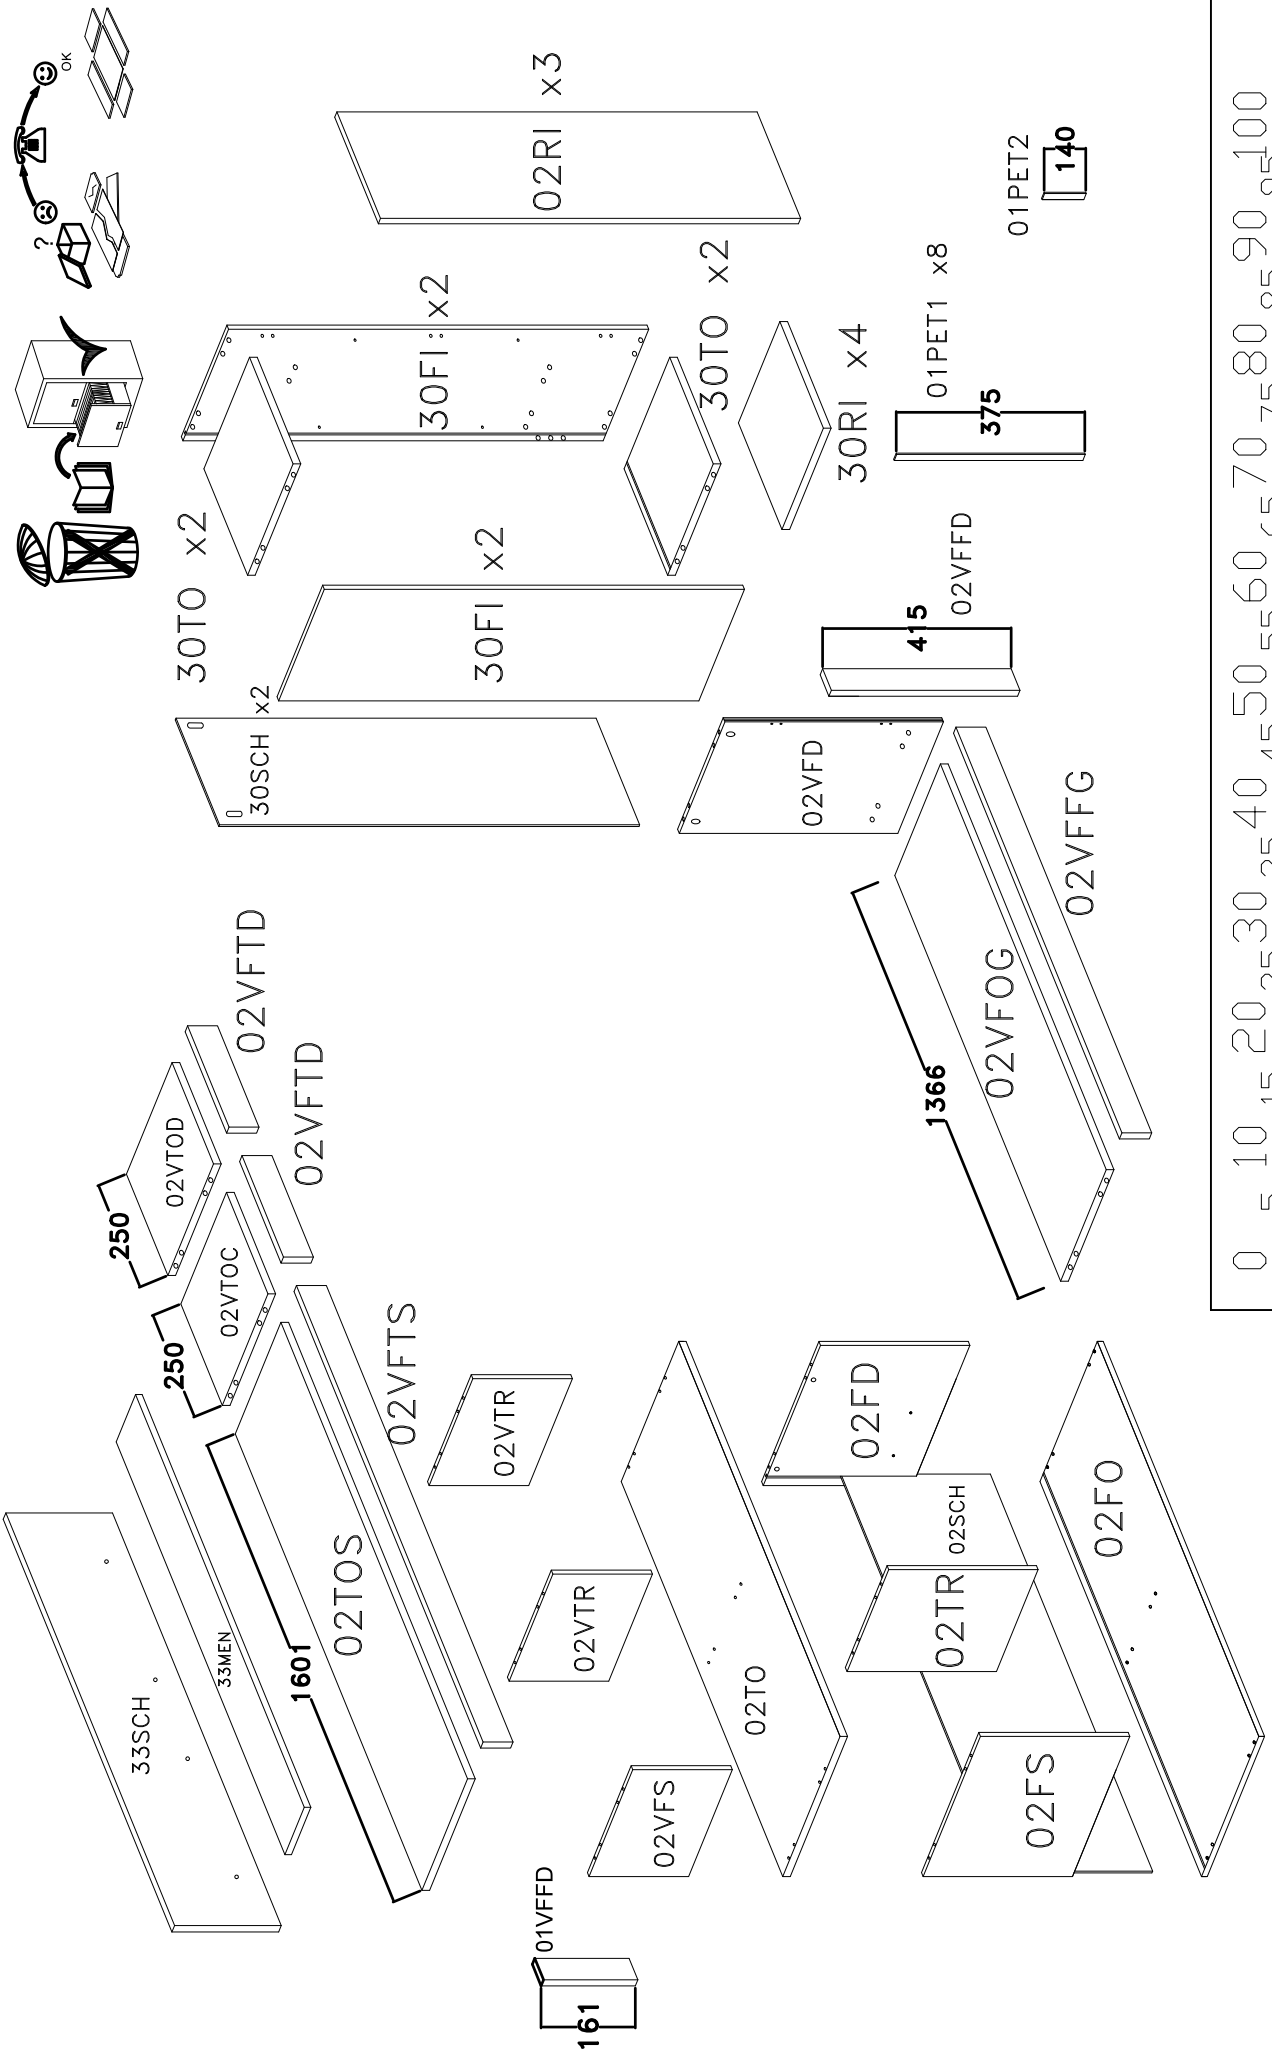 ?
OK
33SCH
33MEN
1601
02TOS
02VFTS
250
02VTOC
02VFTD
250
02VTOD
02VFTD
161
01VFFD
02VFS
02VTR
02VTR
02TO
02FS
02TR
02SCH
02FD
02FO
30TO x2
30SCH x2
30FI x2
30FI x2
02RI x3
30TO x2
30RI x4
02VFD
415
02VFFD
1366
02VFOG
02VFFG
375
01PET1 x8
140
01PET2
0 5 10 15 20 25 30 25 40 45 50 55 60 65 70 75 80 85 90 95 100